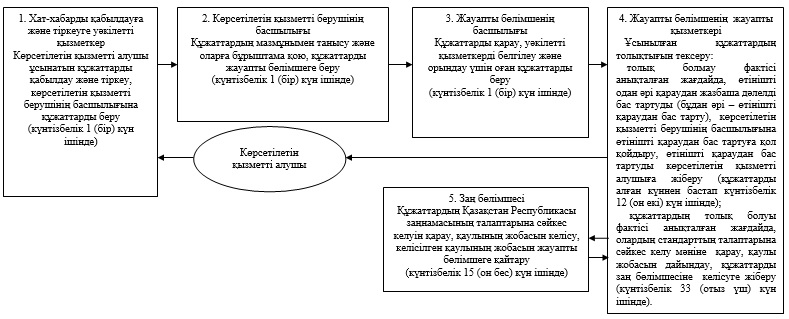 1. Хат-хабарды қабылдауға
және тіркеуге уәкілетті
қызметкер
Көрсетілетін қызметті алушы
ұсынатын құжаттарды
қабылдау және тіркеу,
көрсетілетін қызметті
берушінің басшылығына
құжаттарды беру
(күнтізбелік 1 (бір) күн
ішінде)
2. Көрсетілетін қызметті берушінің
басшылығы
Құжаттардың мазмұнымен танысу және
оларға бұрыштама қою, құжаттарды
жауапты бөлімшеге беру
(күнтізбелік 1 (бір) күн ішінде)
3. Жауапты бөлімшенің
басшылығы
Құжаттарды қарау, уәкілетті
қызметкерді белгілеу және
орындау үшін оған құжаттарды
беру
(күнтізбелік 1 (бір) күн ішінде)
4. Жауапты бөлімшенің жауапты
қызметкері
Ұсынылған құжаттардың
толықтығын тексеру:
толық болмау фактісі
анықталған жағдайда, өтінішті
одан әрі қараудан жазбаша дәлелді
бас тартуды (бұдан әрі – өтінішті
қараудан бас тарту), көрсетілетін
қызметті берушінің басшылығына
өтінішті қараудан бас тартуға қол
қойдыру, өтінішті қараудан бас
тартуды көрсетілетін қызметті
алушыға жіберу (құжаттарды
алған күннен бастап күнтізбелік
12 (он екі) күн ішінде);
құжаттардың толық болуы
фактісі анықталған жағдайда,
олардың стандарттың талаптарына
сәйкес келу мәніне қарау, қаулы
жобасын дайындау, құжаттарды
заң бөлімшесіне келісуге жіберу
(күнтізбелік 33 (отыз үш) күн
ішінде).
Көрсетілетін
қызметті алушы
5. Заң бөлімшесі
Құжаттардың Қазақстан Республикасы
заңнамасының талаптарына сәйкес
келуін қарау, қаулының жобасын келісу,
келісілген қаулының жобасын жауапты
бөлімшеге қайтару
(күнтізбелік 15 (он бес) күн ішінде)